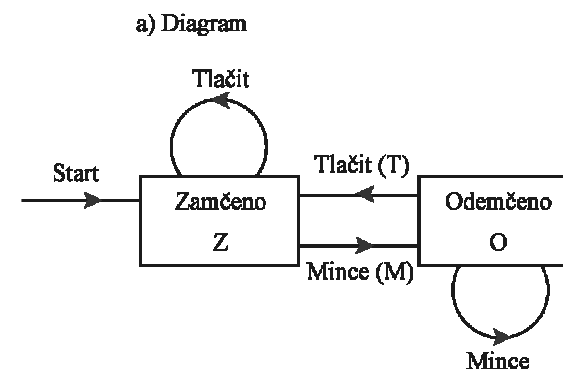 a) Diagram
Tlačit
Start
Zamčeno
Z
Tlačit (T)
Mince (M)
Odemčeno
O
Mince